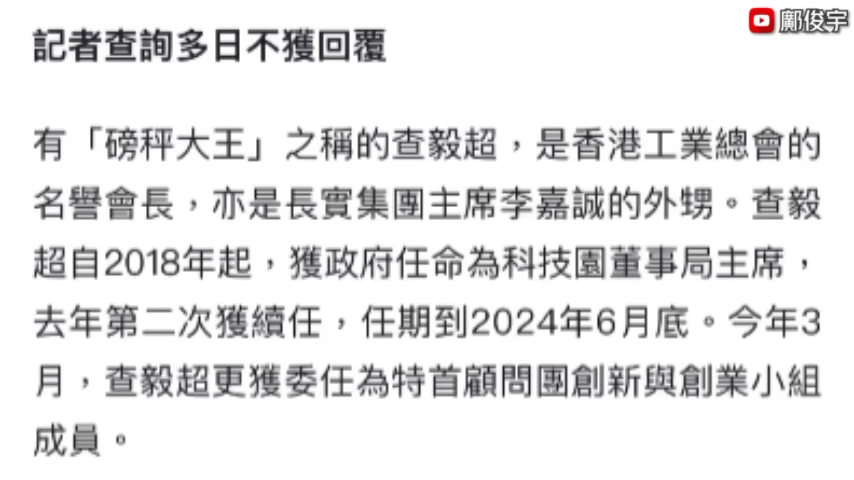 鄺俊宇
記者查詢多日不獲回覆
有「磅秤大王」之稱的查毅超，是香港工業總會的
名譽會長，亦是長實集團主席李嘉誠的外甥。查毅
超自2018年起，獲政府任命為科技園董事局主席，
去年第二次獲續任，任期到2024年6月底。今年3
月，查毅超更獲委任為特首顧問團創新與創業小組
成員。